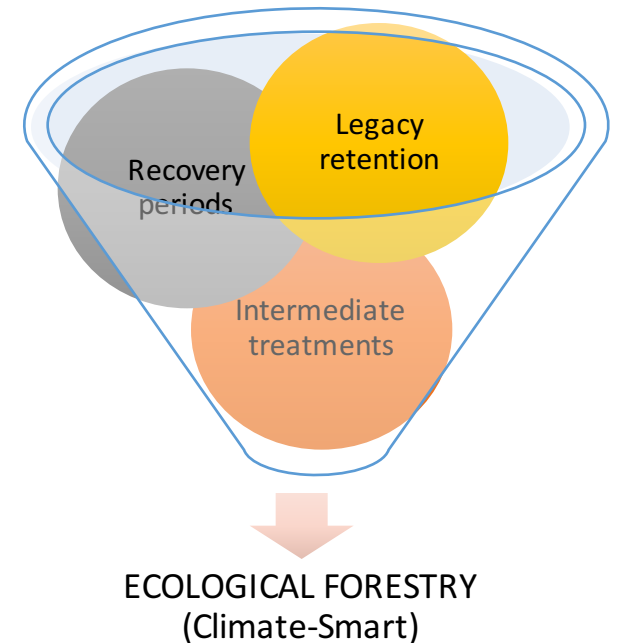 Legacy
retention
Recovery
periods
Intermediate
treatments
ECOLOGICAL FORESTRY
(Climate-Smart)